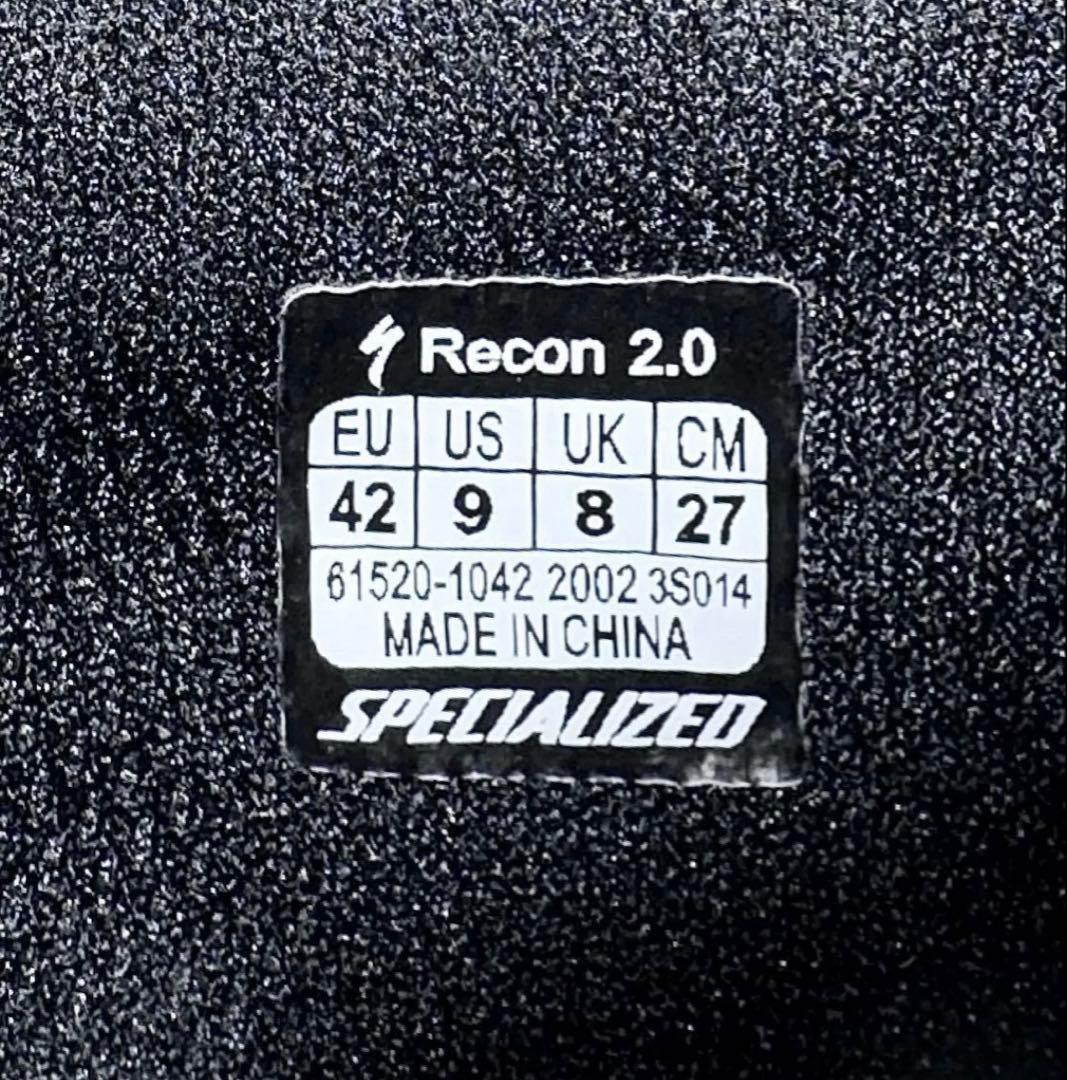 Recon 2.0
EU US UK CM
42 9 8 27
61520-1042 2002 3S014
MADE IN CHINA
SPECIALIZED